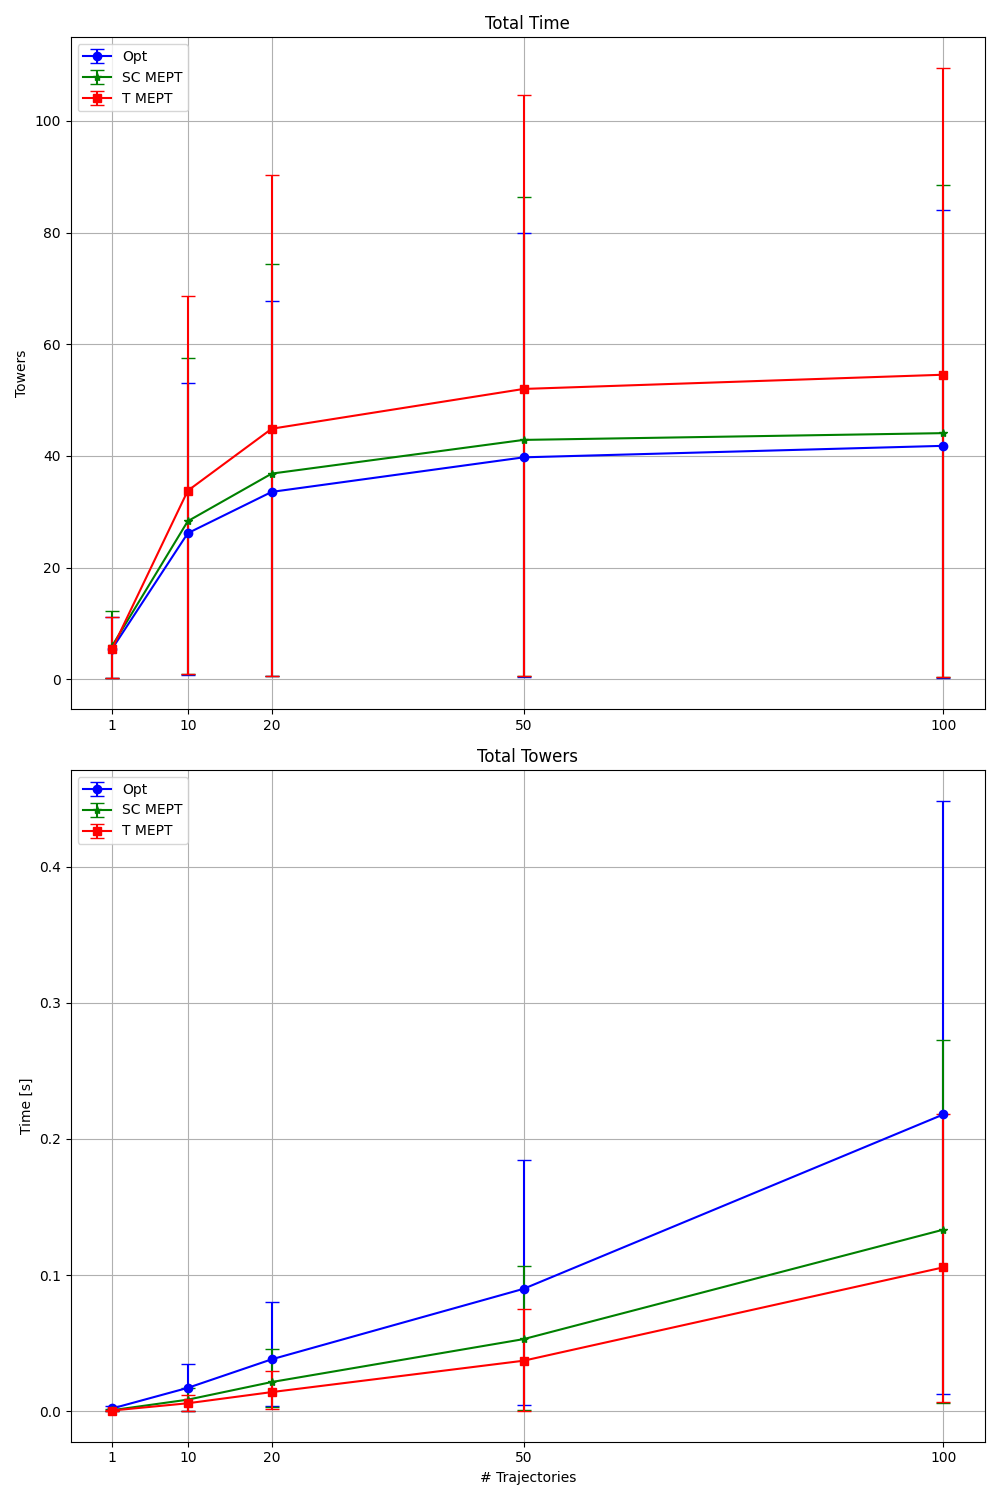 Total Time
Opt
SC MEPT
T MEPT
Towers
100
80
60
40
20
0
1 10 20 50 100
Total Towers
Opt
SC MEPT
T MEPT
Time [s]
0.4
0.3
0.2
0.1
0.0
1 10 20 50 100
# Trajectories